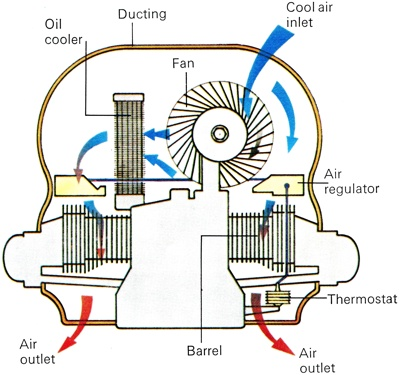 Ducting
Cool air
inlet
Oil
cooler
Fan
Air
regulator
Thermostat
Barrel
Air
outlet
Air
outlet